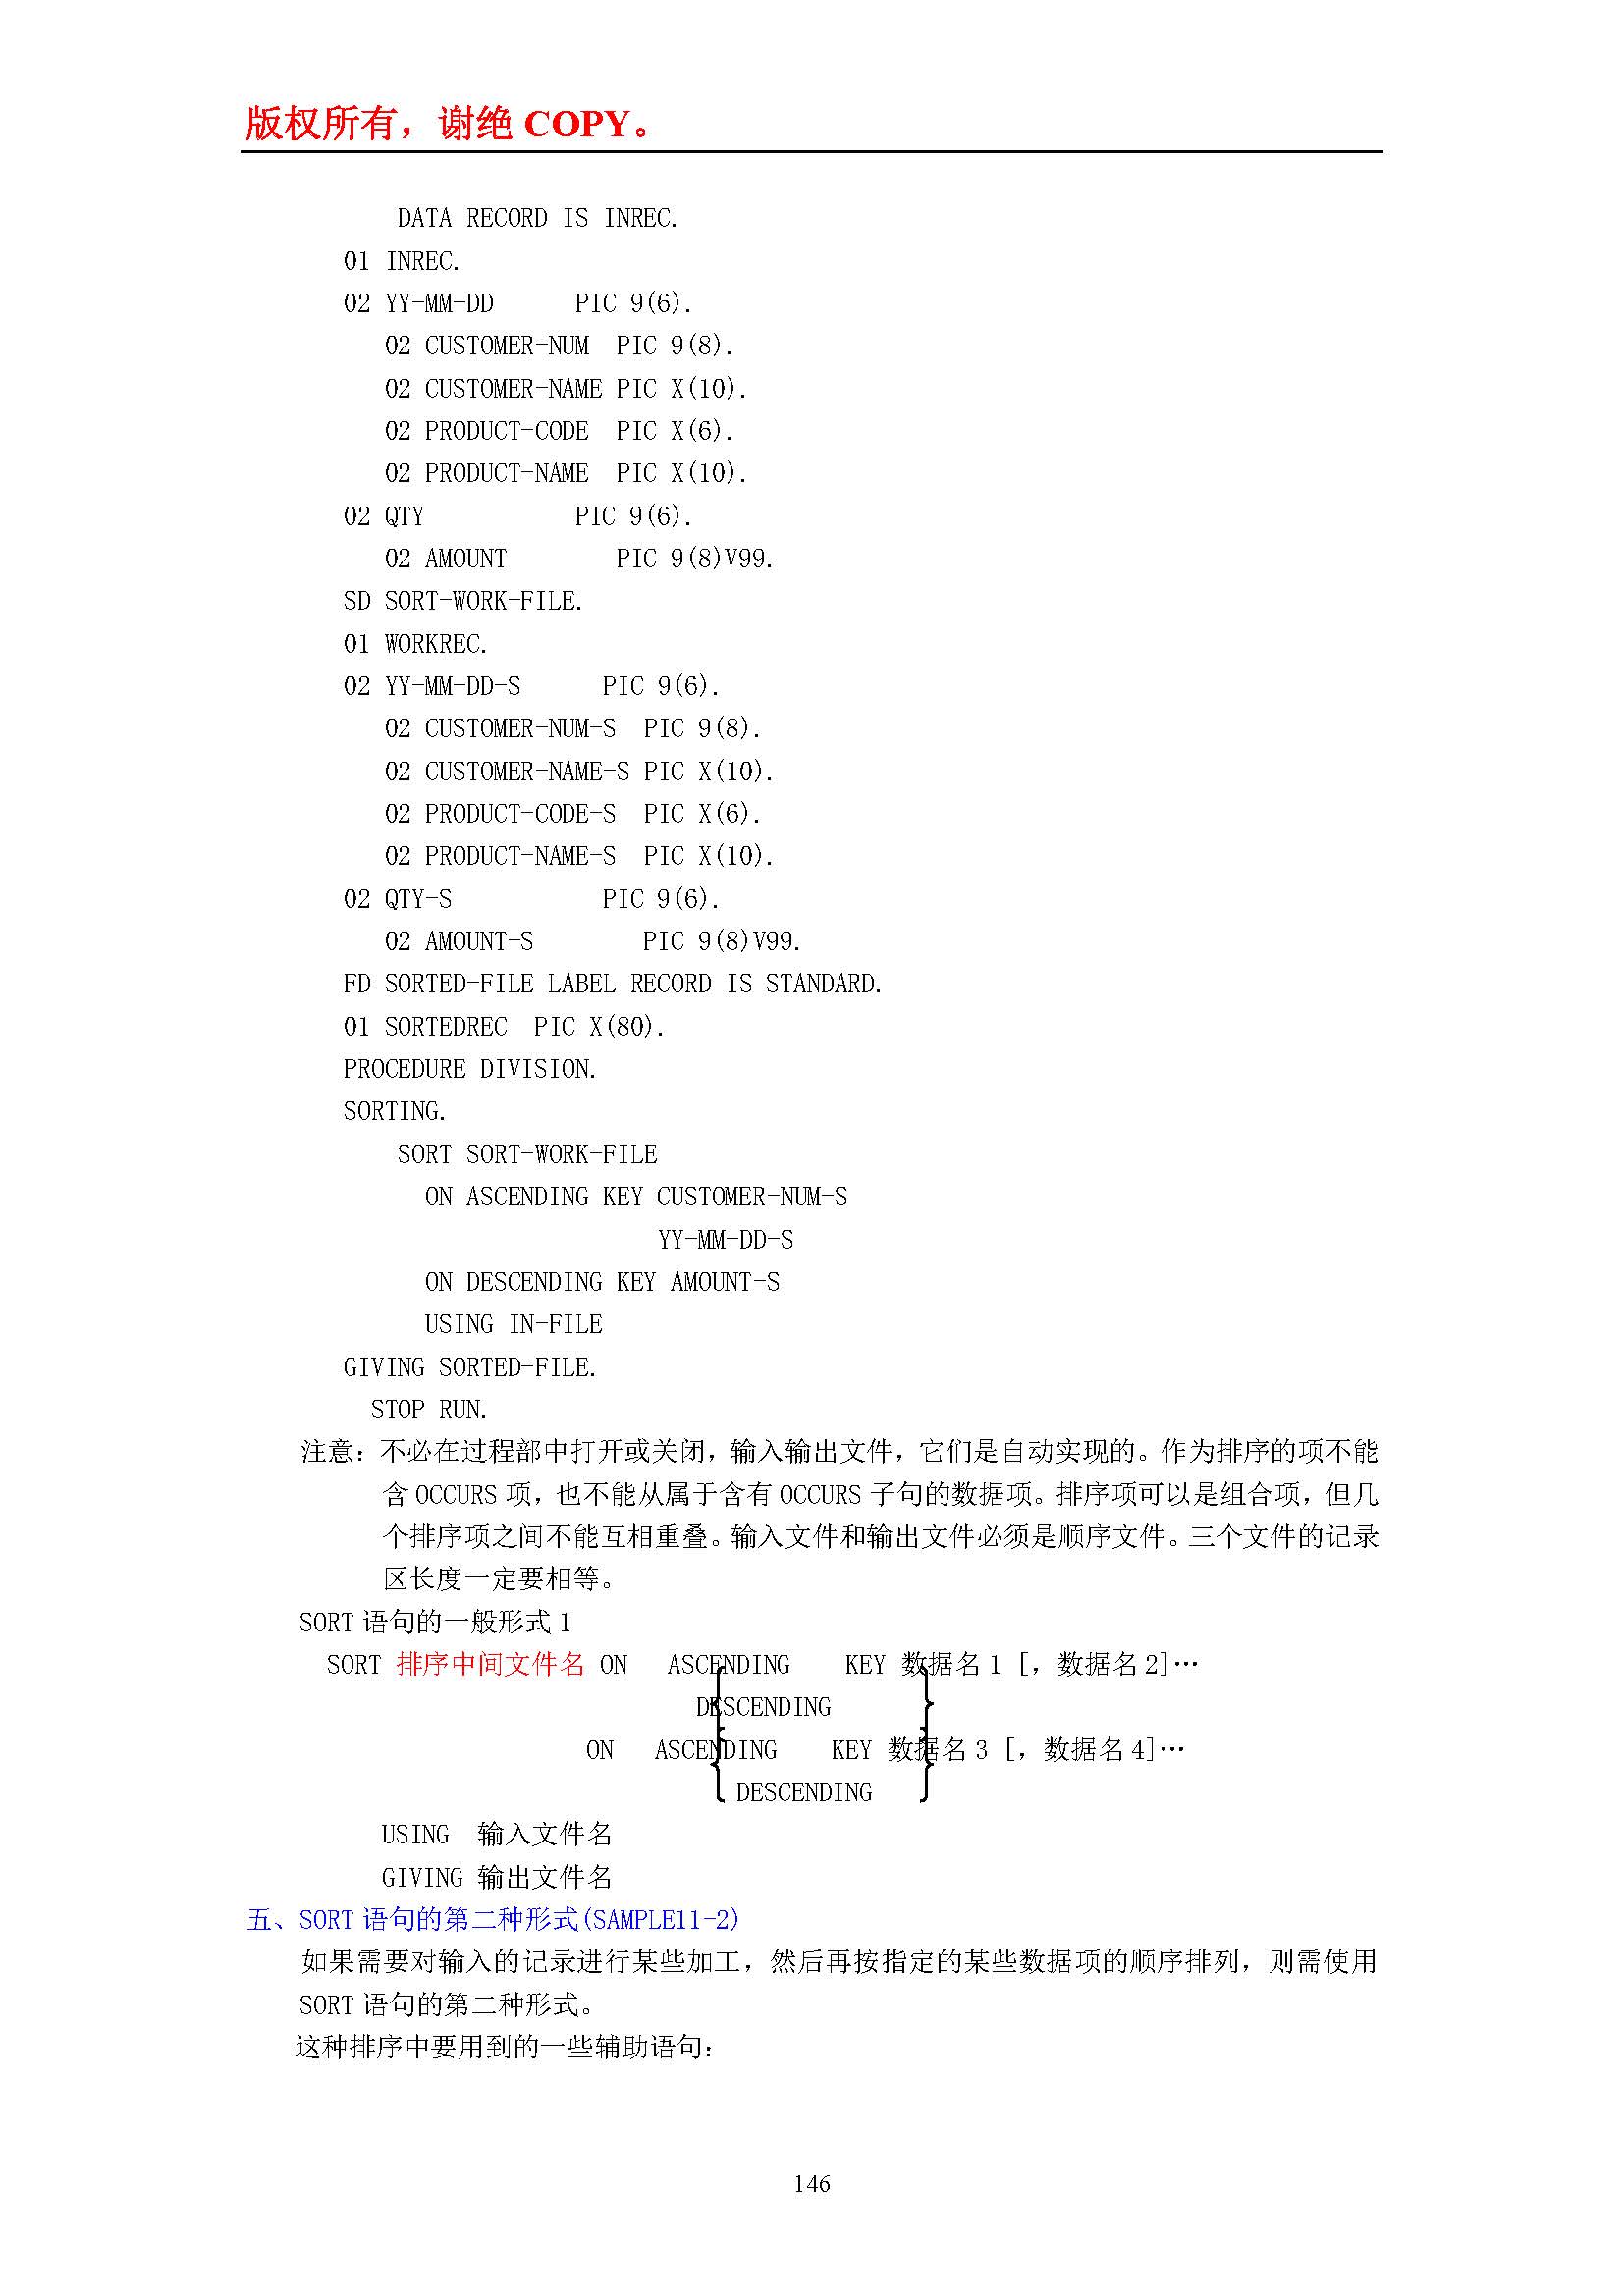 版权所有，谢绝 COPY。
DATA RECORD IS INREC.
01 INREC.
02 YY-MM-DD      PIC 9(6).
02 CUSTOMER-NUM  PIC 9(8).
02 CUSTOMER-NAME PIC X(10).
02 PRODUCT-CODE  PIC X(6).
02 PRODUCT-NAME  PIC X(10).
02 QTY           PIC 9(6).
02 AMOUNT        PIC 9(8)V99.
SD SORT-WORK-FILE.
01 WORKREC.
02 YY-MM-DD-S      PIC 9(6).
02 CUSTOMER-NUM-S  PIC 9(8).
02 CUSTOMER-NAME-S PIC X(10).
02 PRODUCT-CODE-S  PIC X(6).
02 PRODUCT-NAME-S  PIC X(10).
02 QTY-S           PIC 9(6).
02 AMOUNT-S        PIC 9(8)V99.
FD SORTED-FILE LABEL RECORD IS STANDARD.
01 SORTEDREC  PIC X(80).
PROCEDURE DIVISION.
SORTING.
SORT SORT-WORK-FILE
ON ASCENDING KEY CUSTOMER-NUM-S
YY-MM-DD-S
ON DESCENDING KEY AMOUNT-S
USING IN-FILE
GIVING SORTED-FILE.
STOP RUN.
注意：不必在过程部中打开或关闭，输入输出文件，它们是自动实现的。作为排序的项不能
含 OCCURS 项，也不能从属于含有 OCCURS 子句的数据项。排序项可以是组合项，但几
个排序项之间不能互相重叠。输入文件和输出文件必须是顺序文件。三个文件的记录
区长度一定要相等。
SORT 语句的一般形式 1
SORT 排序中间文件名 ON   ASCENDING    KEY 数据名 1 [，数据名 2]…
DESCENDING
ON   ASCENDING    KEY 数据名 3 [，数据名 4]…
DESCENDING
USING  输入文件名
GIVING 输出文件名
五、SORT 语句的第二种形式(SAMPLE11-2)
如果需要对输入的记录进行某些加工，然后再按指定的某些数据项的顺序排列，则需使用
SORT 语句的第二种形式。
这种排序中要用到的一些辅助语句：
146